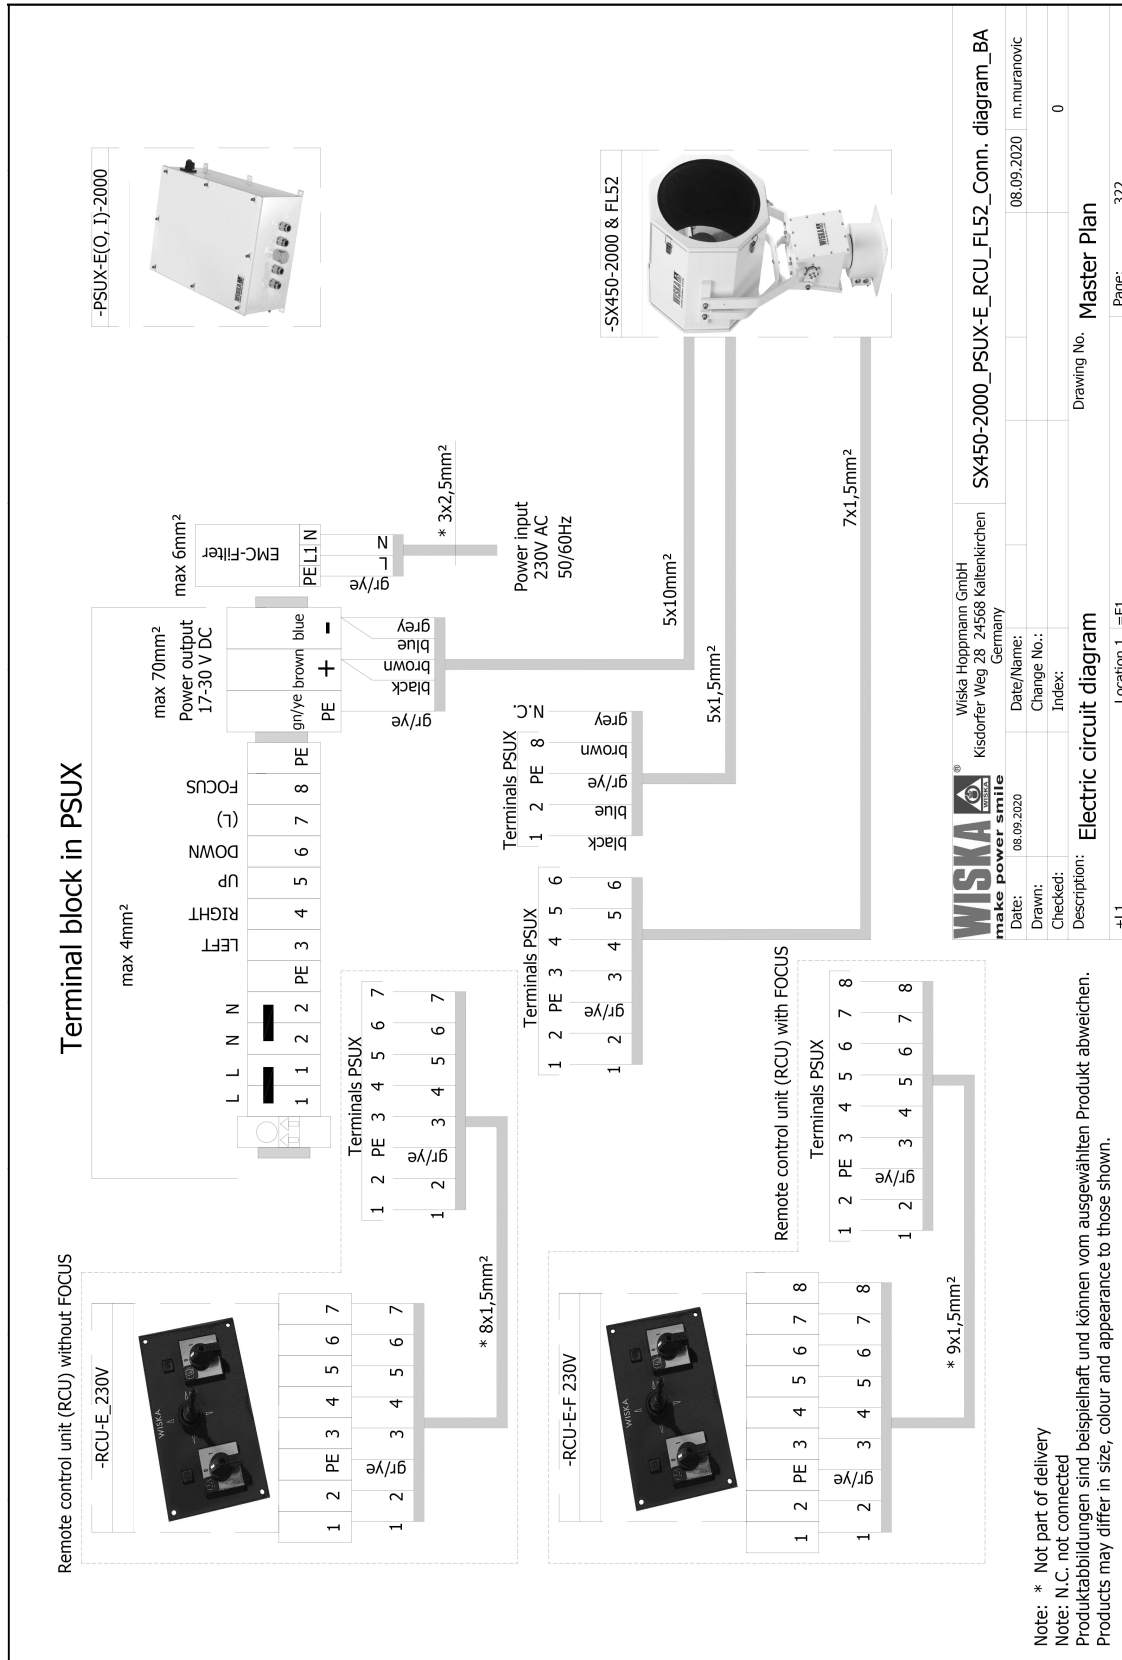 Terminal block in PSUX
max 4mm²
L L N N
LEFT RIGHT UP DOWN (L) FOCUS
1 1 2 2 PE 3 4 5 6 7 8 PE
max 70mm²
Power output
17-30 V DC
gn/ye brown blue
PE + -
gr/ye black brown blue grey
max 6mm²
EMC-Filter
PE L1 N
gr/ye L N
* 3x2,5mm²
Power input
230V AC
50/60Hz
-PSUX-E(O, I)-2000
WISKA
Remote control unit (RCU) without FOCUS
-RCU-E_230V
WISKA
1 2 PE 3 4 5 6 7
1 2 gr/ye 3 4 5 6 7
* 8x1,5mm²
Terminals PSUX
1 2 PE 3 4 5 6 7
1 2 gr/ye 3 4 5 6 7
Terminals PSUX
1 2 PE 3 4 5 6
1 2 gr/ye 3 4 5 6
Terminals PSUX
1 2 PE 8 N.C.
black blue gr/ye brown grey
5x10mm²
5x1,5mm²
7x1,5mm²
-SX450-2000 & FL52
WISKA
WISKA
Remote control unit (RCU) with FOCUS
-RCU-E-F 230V
WISKA
1 2 PE 3 4 5 6 7 8
1 2 gr/ye 3 4 5 6 7 8
* 9x1,5mm²
Terminals PSUX
1 2 PE 3 4 5 6 7 8
1 2 gr/ye 3 4 5 6 7 8
Note: * Not part of delivery
Note: N.C. not connected
Produktabbildungen sind beispielhaft und können vom ausgewählten Produkt abweichen.
Products may differ in size, colour and appearance to those shown.
WISKA®
WISKA
make power smile
Wiska Hoppmann GmbH
Kisdorfer Weg 28 24568 Kaltenkirchen
Germany
SX450-2000_PSUX-E_RCU_FL52_Conn. diagram_BA
Date: 08.09.2020 Date/Name: 08.09.2020 m.muranovic
Drawn: Change No.:
Checked: Index: 0
Description: Electric circuit diagram Drawing No. Master Plan
+L1 Location 1 =F1 Page: 322